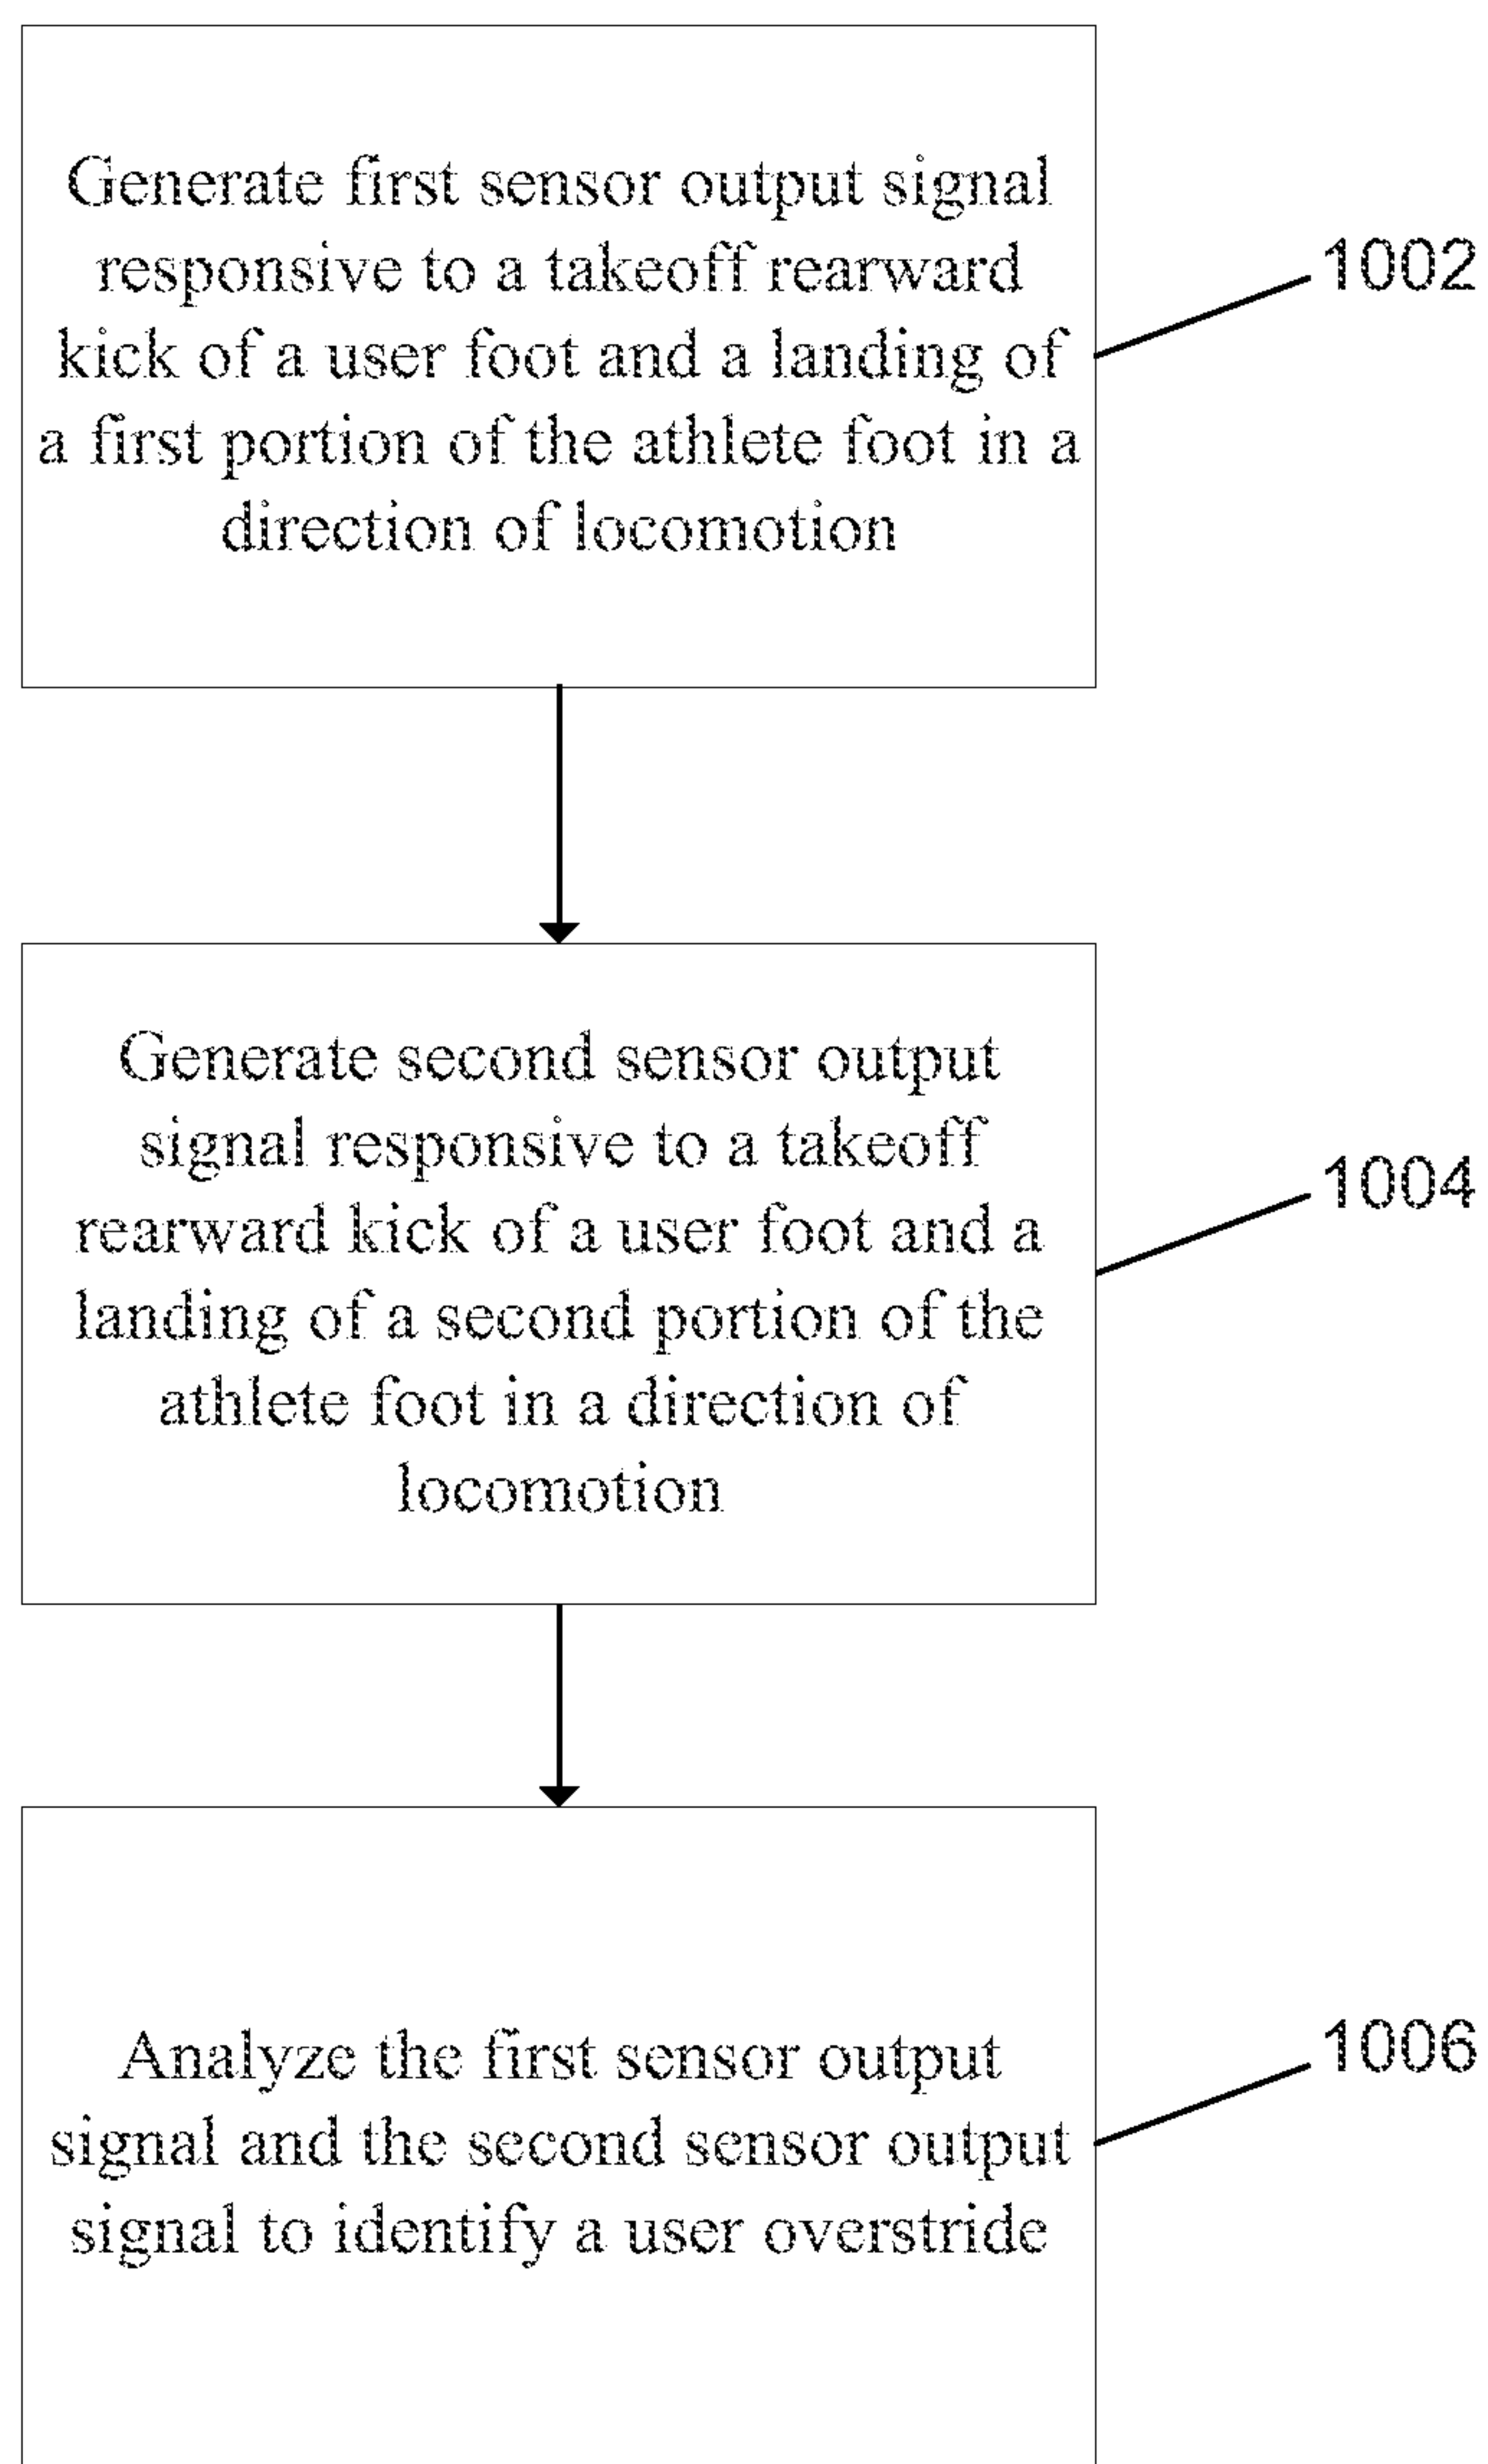 Generate first sensor output signal
responsive to a takeoff rearward
kick of a user foot and a landing of
a first portion of the athlete foot in a
direction of locomotion
1002
Generate second sensor output
signal responsive to a takeoff
rearward kick of a user foot and a
landing of a second portion of the
athlete foot in a direction of
locomotion
1004
Analyze the first sensor output
signal and the second sensor output
signal to identify a user overstride
1006